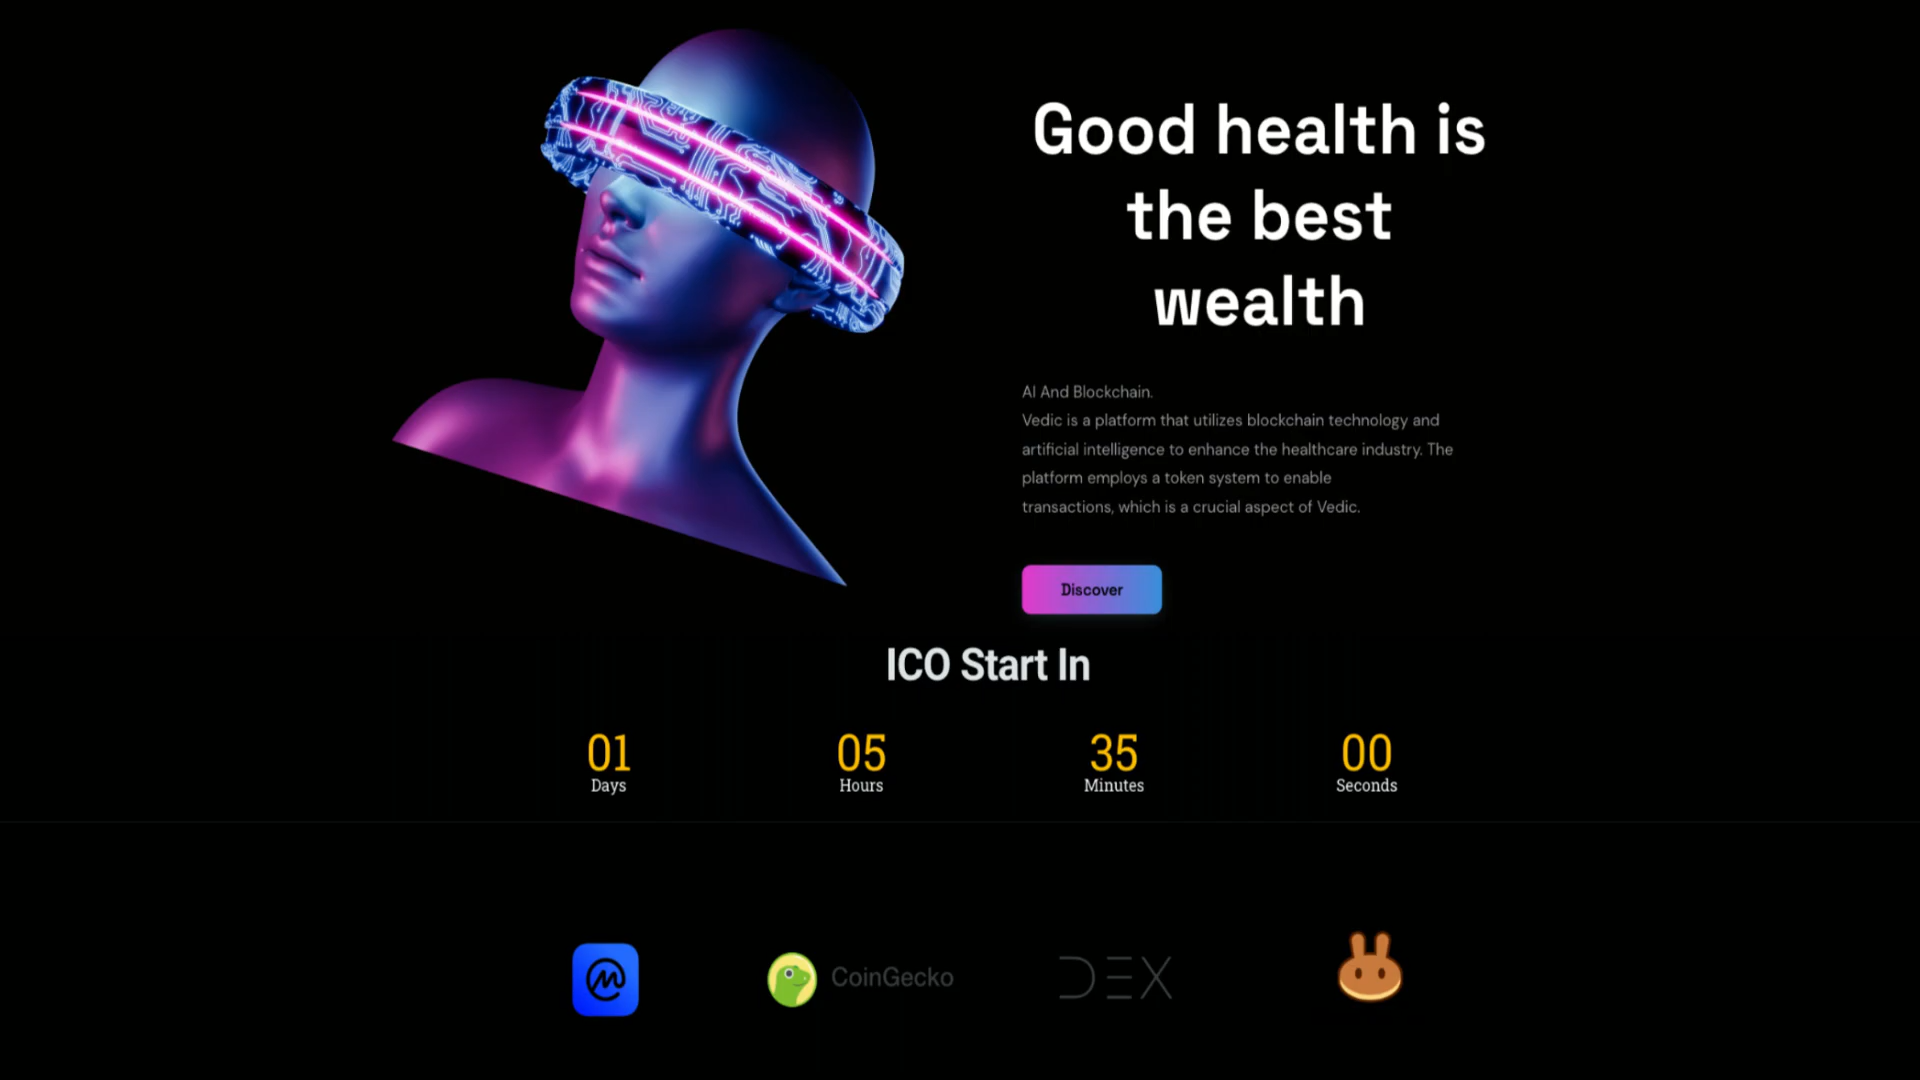 Good health is
the best
wealth
AI And Blockchain.
Vedic is a platform that utilizes blockchain technology and
artificial intelligence to enhance the healthcare industry. The
platform employs a token system to enable
transactions, which is a crucial aspect of Vedic.
Discover
ICO Start In
01 05 35 00
Days Hours Minutes Seconds
CoinGecko DEX